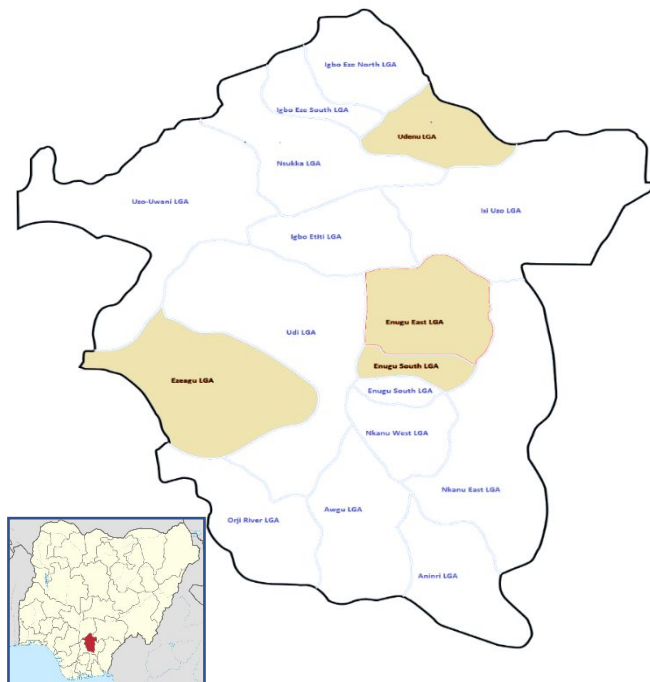 Igbo Eze North LGA
Igbo Eze South LGA
Udenu LGA
Nsukka LGA
Uzo-Uwani LGA
Isi Uzo LGA
Igbo Etiti LGA
Enugu East LGA
Udi LGA
Enugu South LGA
Ezeagu LGA
Enugu South LGA
Nkanu West LGA
Nkanu East LGA
Awgu LGA
Orji River LGA
Aninri LGA